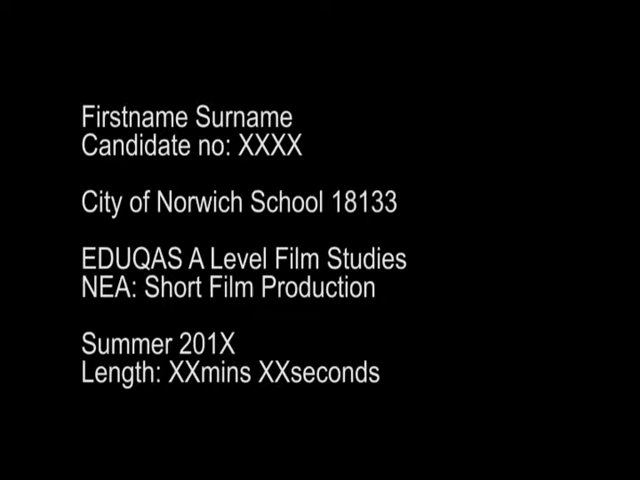 Firstname Surname
Candidate no: XXXX
City of Norwich School 18133
EDUQAS A Level Film Studies
NEA: Short Film Production
Summer 201X
Length: XXmins XXseconds